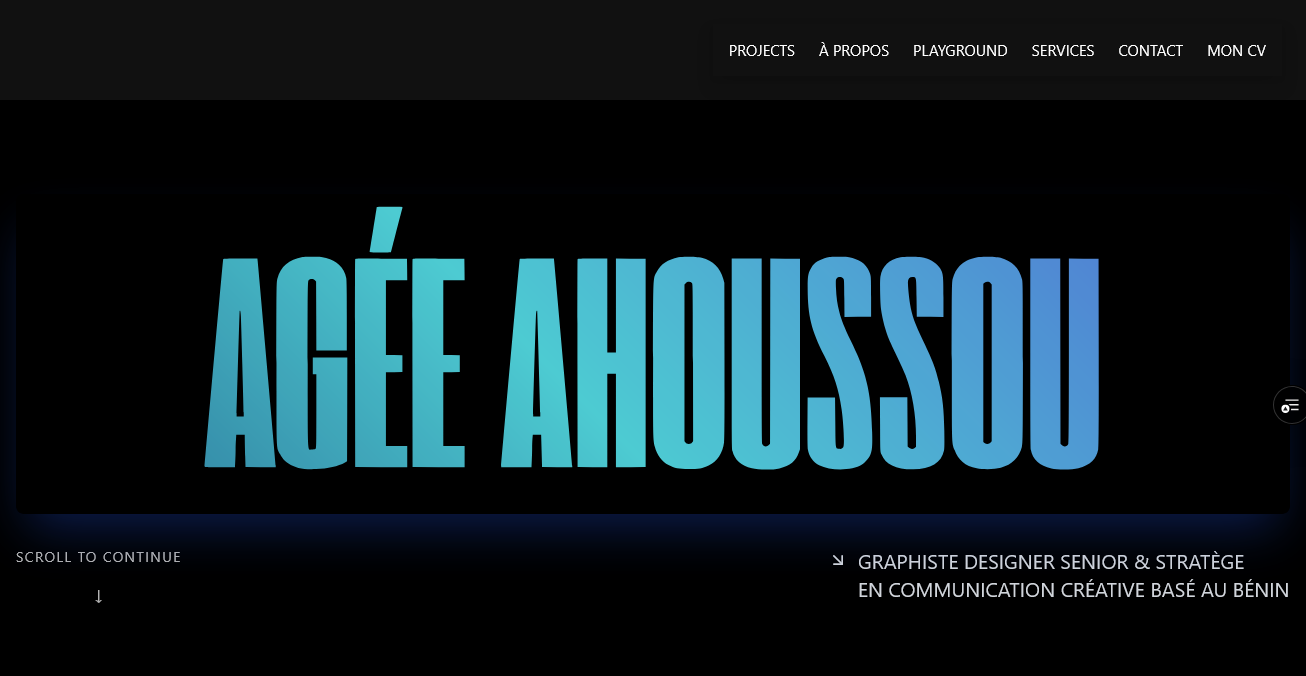 PROJECTS À PROPOS PLAYGROUND SERVICES CONTACT MON CV
AGÉE AHOUSSOU
SCROLL TO CONTINUE
GRAPHISTE DESIGNER SENIOR & STRATÈGE
EN COMMUNICATION CRÉATIVE BASÉ AU BÉNIN